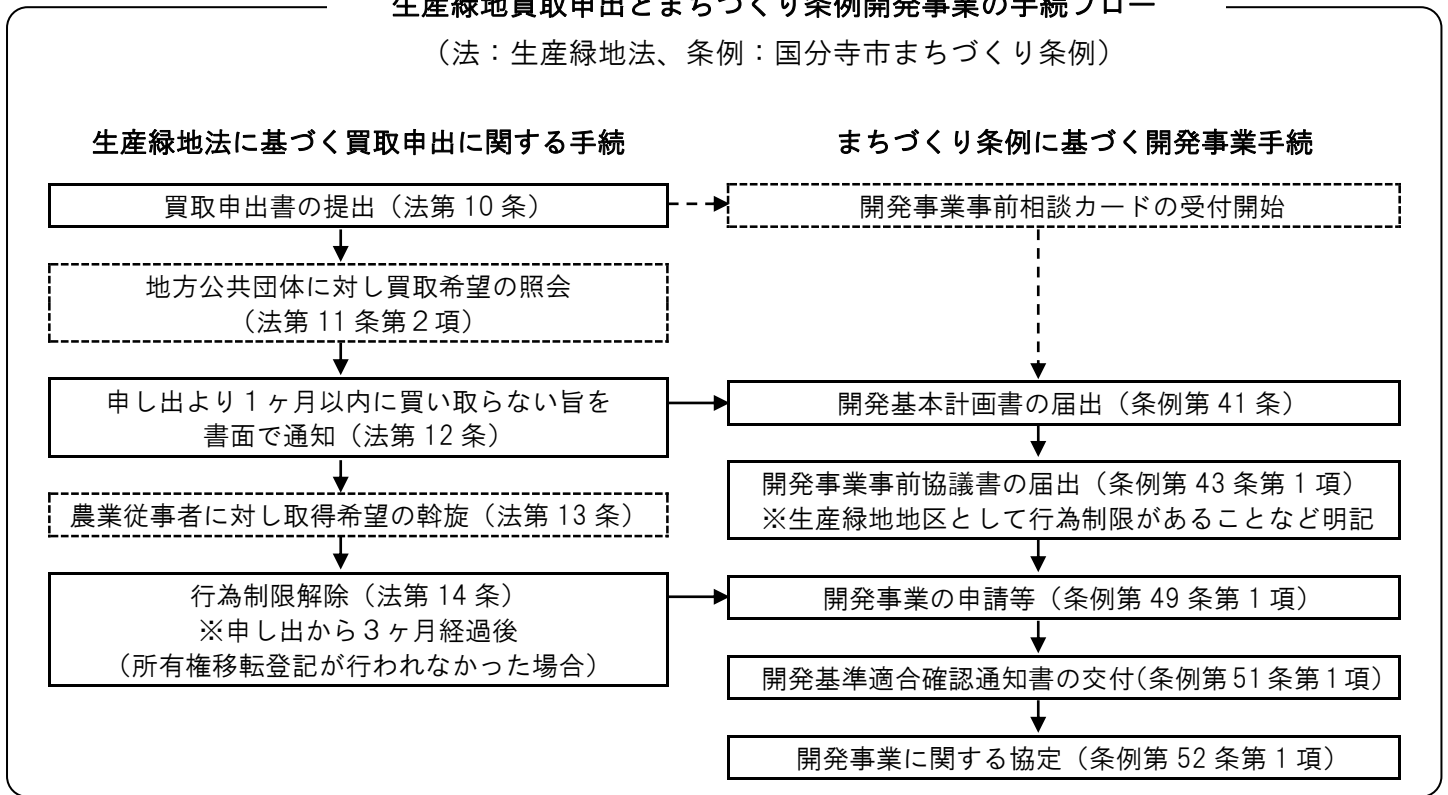 生産緑地買取申出とまちづくり条例開発事業の手続フロー
（法：生産緑地法、条例：国分寺市まちづくり条例）
生産緑地法に基づく買取申出に関する手続
買取申出書の提出（法第10条）
地方公共団体に対し買取希望の照会
（法第11条第２項）
申し出より１ヶ月以内に買い取らない旨を
書面で通知（法第12条）
農業従事者に対し取得希望の斡旋（法第13条）
行為制限解除（法第14条）
※申し出から３ヶ月経過後
（所有権移転登記が行われなかった場合）
まちづくり条例に基づく開発事業手続
開発事業事前相談カードの受付開始
開発基本計画書の届出（条例第41条）
開発事業事前協議書の届出（条例第43条第１項）
※生産緑地地区として行為制限があることなど明記
開発事業の申請等（条例第49条第１項）
開発基準適合確認通知書の交付(条例第51条第１項)
開発事業に関する協定（条例第52条第１項）